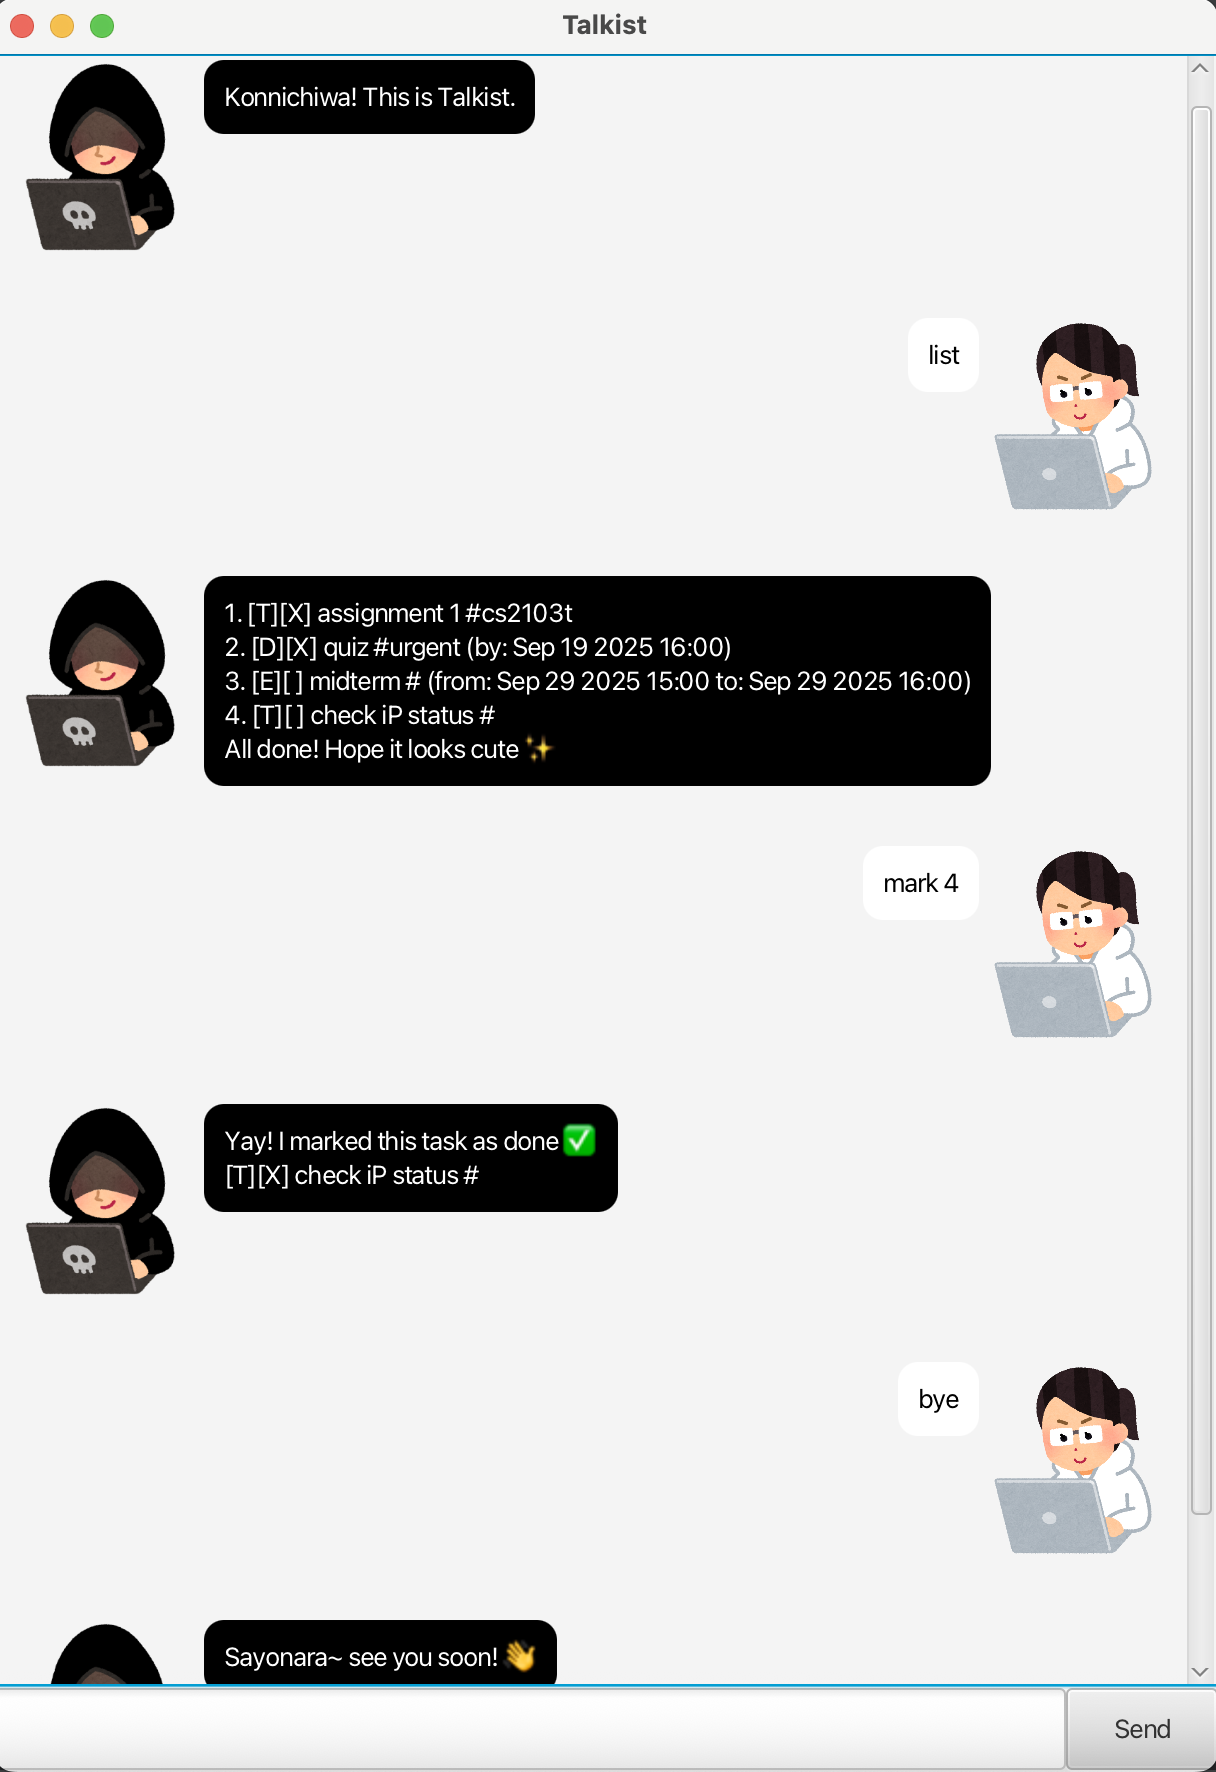 Talkist
Konnichiwa! This is Talkist.
list
1. [T][X] assignment 1 #cs2103t
2. [D][X] quiz #urgent (by: Sep 19 2025 16:00)
3. [E][ ] midterm # (from: Sep 29 2025 15:00 to: Sep 29 2025 16:00)
4. [T][ ] check iP status #
All done! Hope it looks cute ✨
mark 4
Yay! I marked this task as done ✅
[T][X] check iP status #
bye
Sayonara~ see you soon! 👋
Send